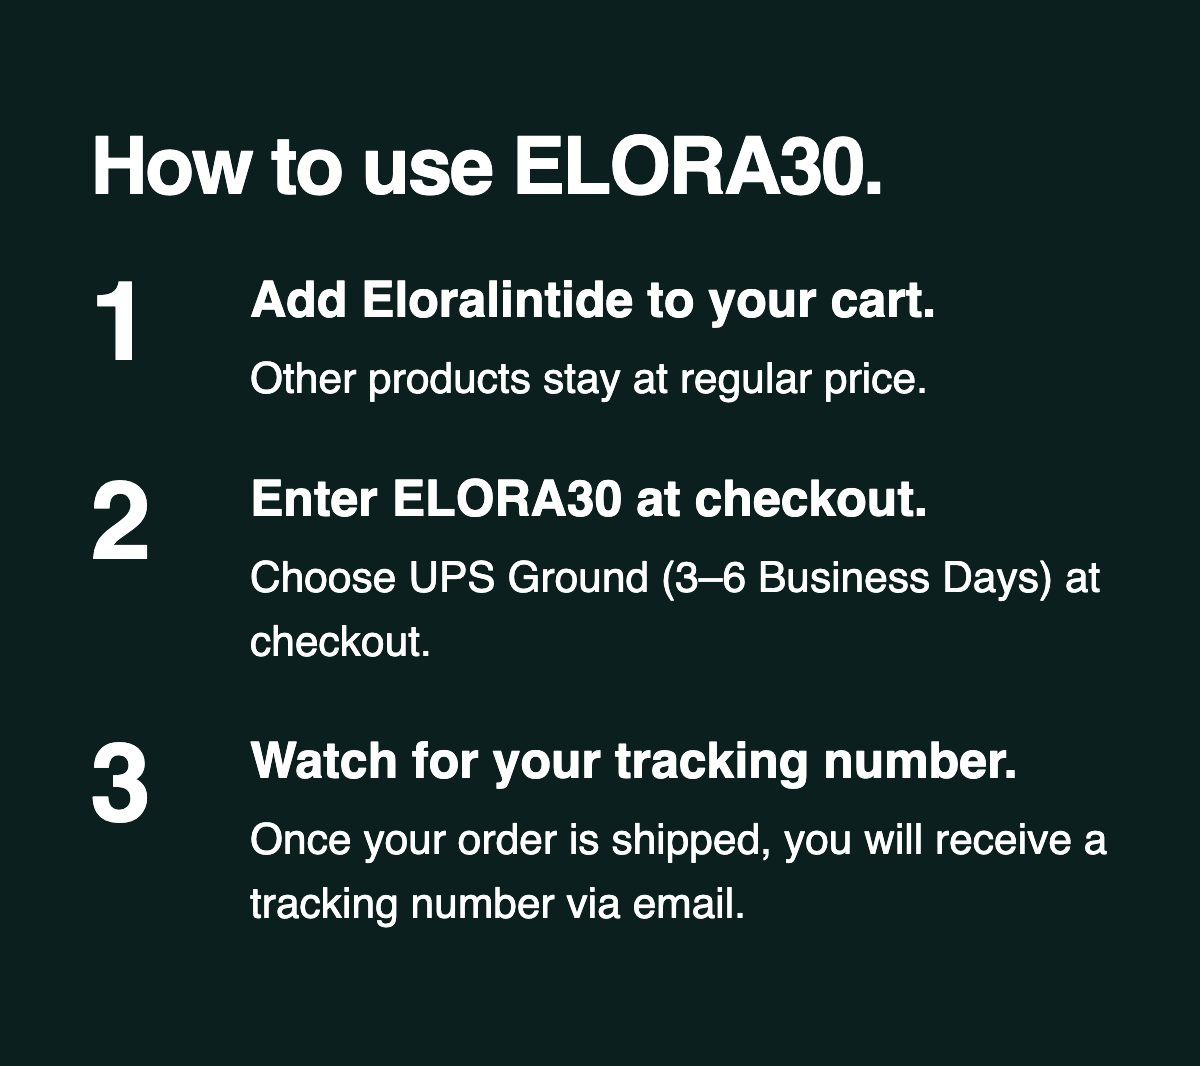 How to use ELORA30.
1
Add Eloralintide to your cart.
Other products stay at regular price.
2
Enter ELORA30 at checkout.
Choose UPS Ground (3–6 Business Days) at
checkout.
3
Watch for your tracking number.
Once your order is shipped, you will receive a
tracking number via email.